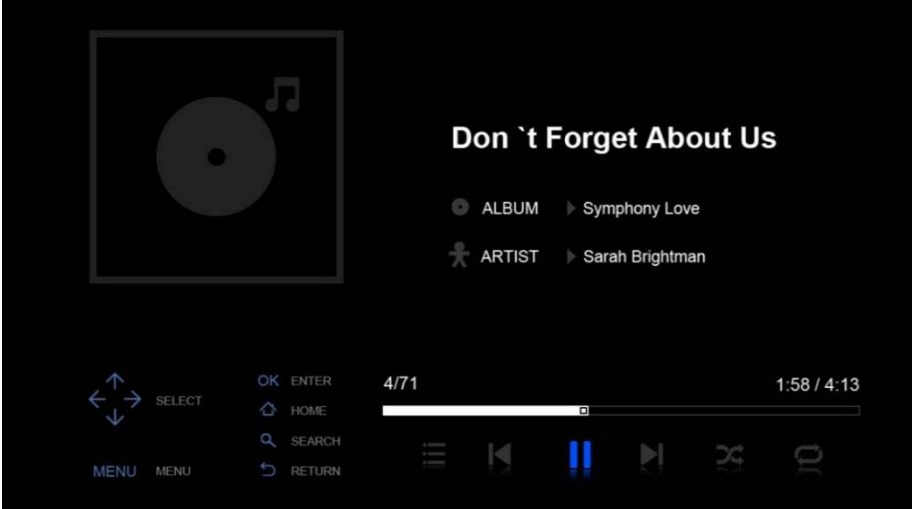 Don `t Forget About Us
ALBUM Symphony Love
ARTIST Sarah Brightman
SELECT
OK ENTER
HOME
SEARCH
MENU MENU
RETURN
4/71
1:58 / 4:13